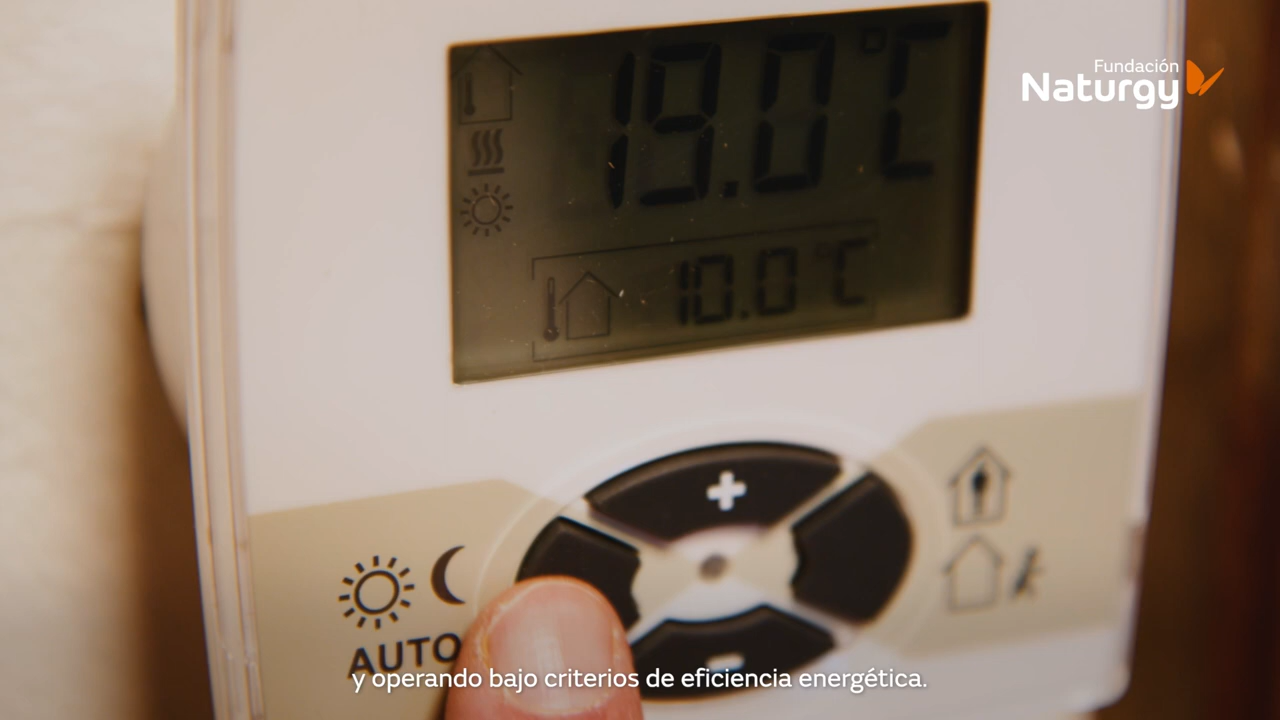 Fundación
Naturgy
19.0°C
10.0°C
+
AUTO
-
y operando bajo criterios de eficiencia energética.